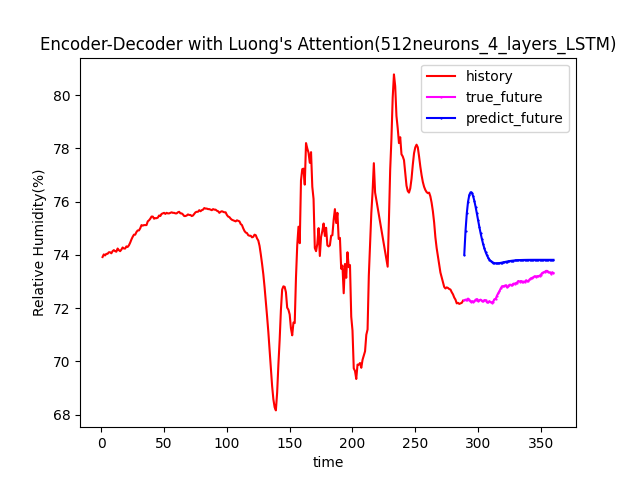 Encoder-Decoder with Luong's Attention(512neurons_4_layers_LSTM)
history
true_future
predict_future
Relative Humidity(%)
80
78
76
74
72
70
68
0 50 100 150 200 250 300 350
time